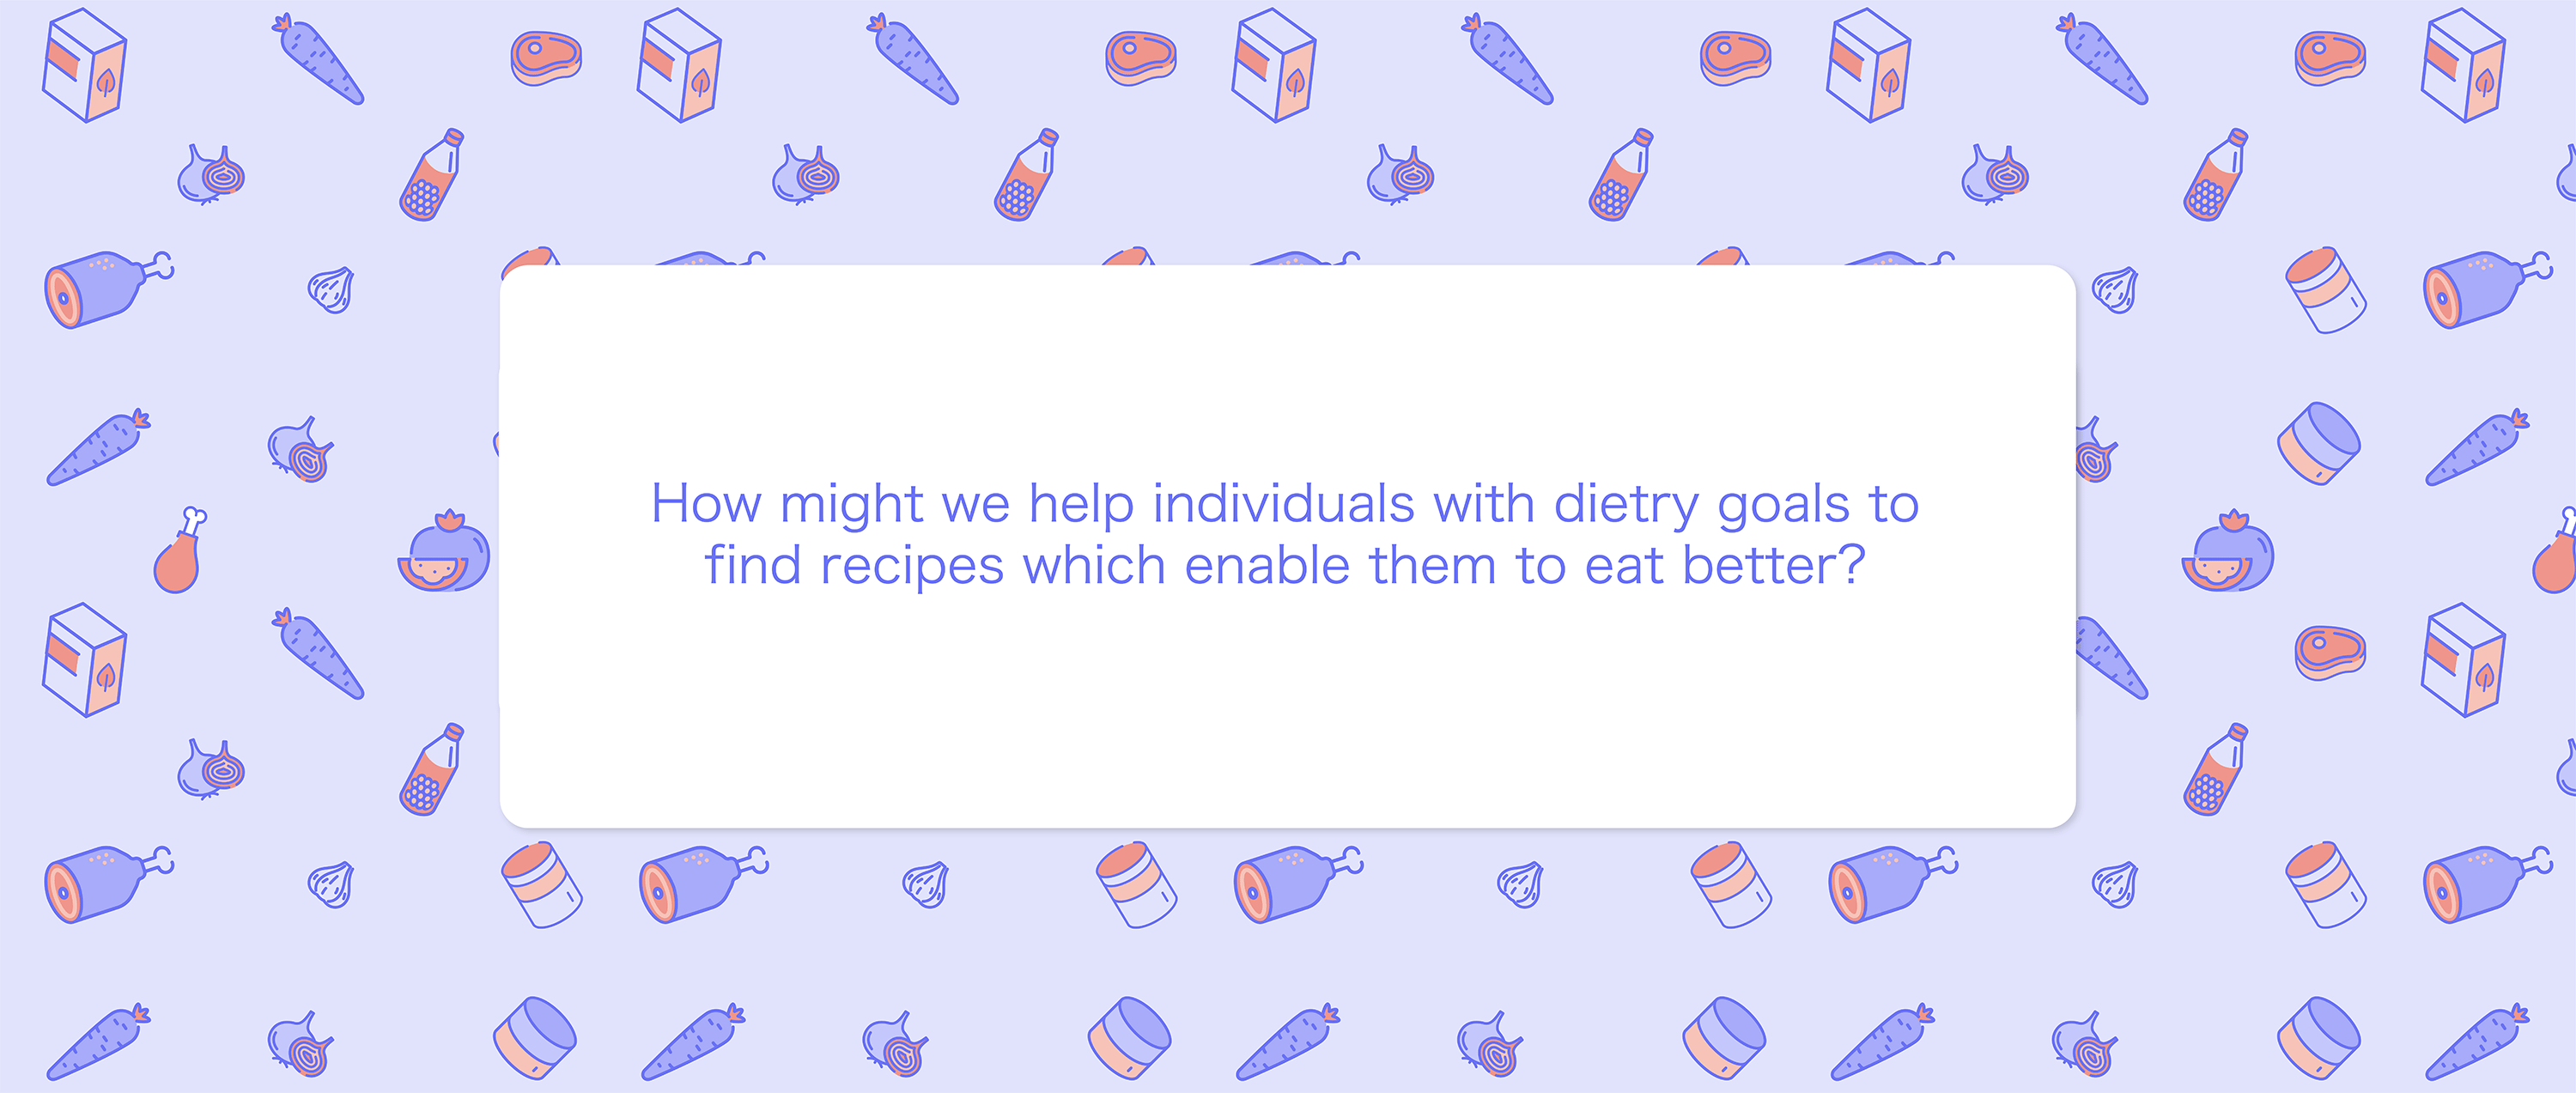 How might we help individuals with dietry goals to
find recipes which enable them to eat better?